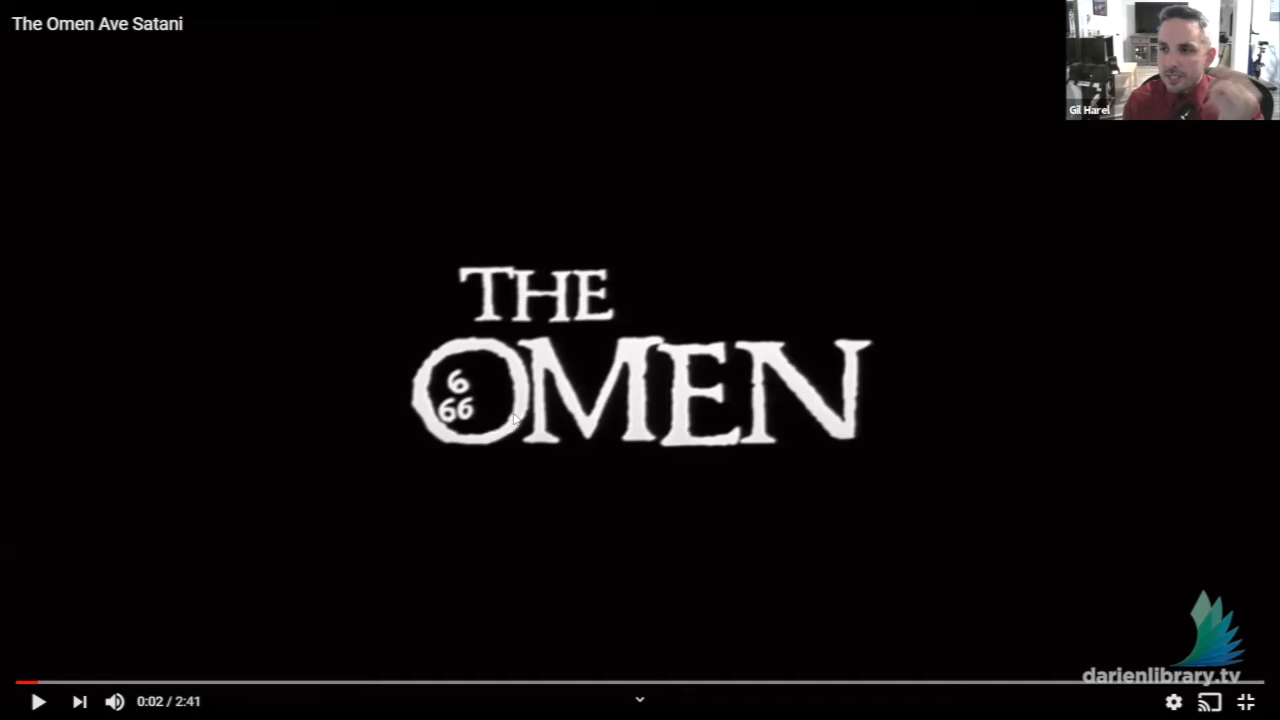 The Omen Ave Satani
Gil Harel
THE
OMEN
6
66
darienlibrary.tv
0:02 / 2:41